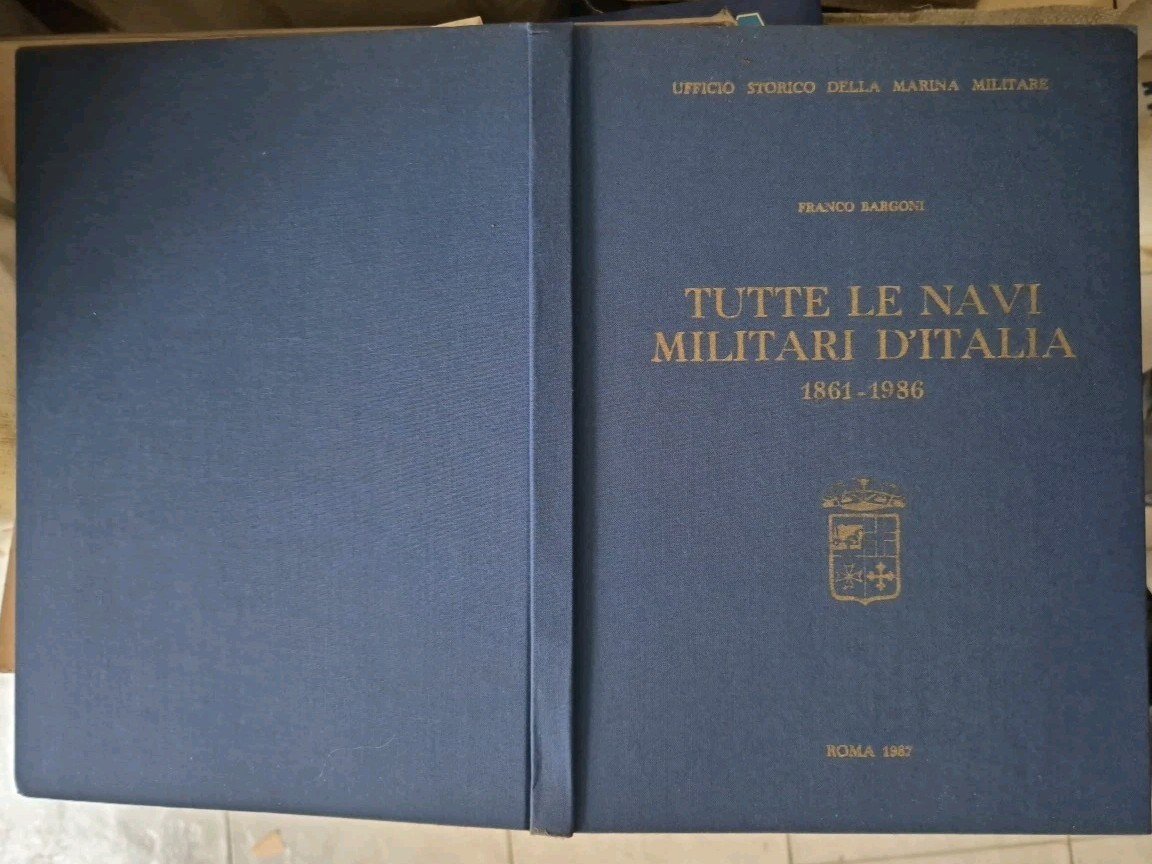 UFFICIO STORICO DELLA MARINA MILITARE
FRANCO BARGONI
TUTTE LE NAVI
MILITARI D'ITALIA
1861-1986
ROMA 1987